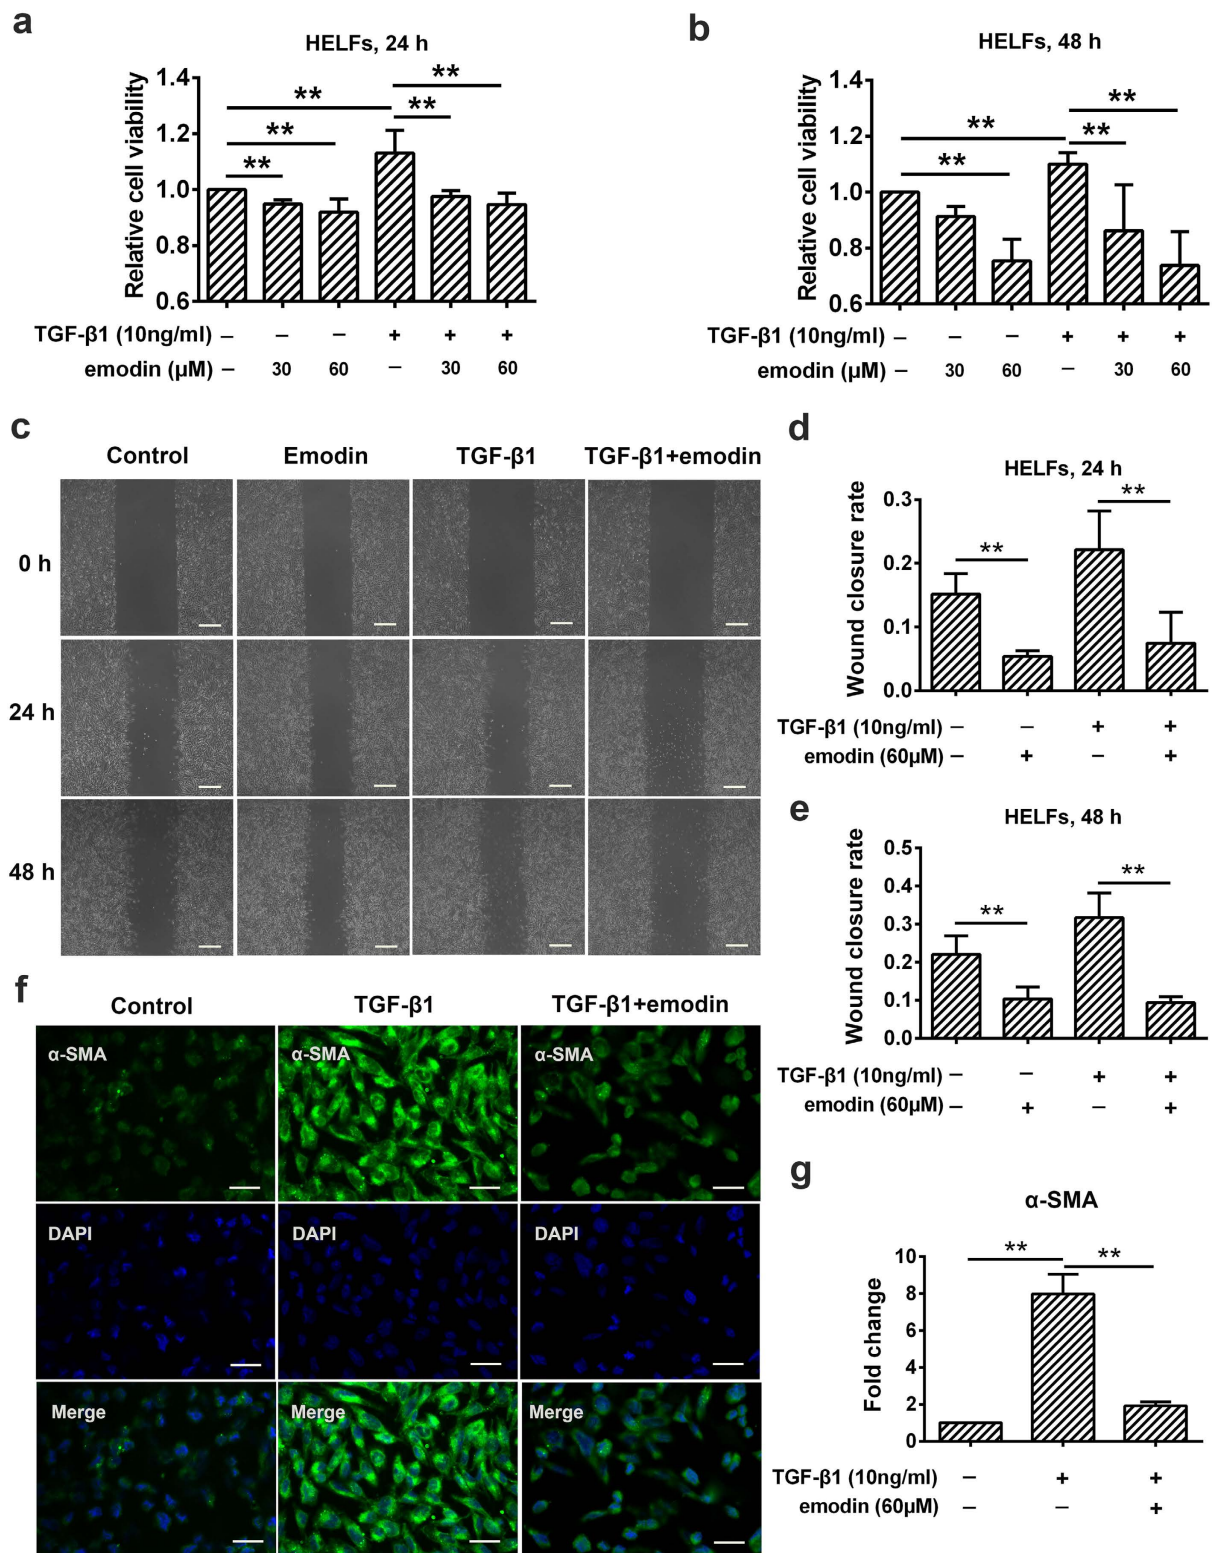 a
HELFs, 24 h
Relative cell viability
1.4
1.2
1.0
0.8
0.6
** ** ** ** **
TGF-β1 (10ng/ml) – – – + + +
emodin (μM) – 30 60 – 30 60
b
HELFs, 48 h
Relative cell viability
1.4
1.2
1.0
0.8
0.6
** ** ** **
TGF-β1 (10ng/ml) – – – + + +
emodin (μM) – 30 60 – 30 60
c
Control Emodin TGF-β1 TGF-β1+emodin
0 h
24 h
48 h
d
HELFs, 24 h
Wound closure rate
0.3
0.2
0.1
0.0
** **
TGF-β1 (10ng/ml) – – + +
emodin (60μM) – + – +
e
HELFs, 48 h
Wound closure rate
0.5
0.4
0.3
0.2
0.1
0.0
** **
TGF-β1 (10ng/ml) – – + +
emodin (60μM) – + – +
f
Control TGF-β1 TGF-β1+emodin
α-SMA α-SMA α-SMA
DAPI DAPI DAPI
Merge Merge Merge
g
α-SMA
Fold change
10
8
6
4
2
0
** **
TGF-β1 (10ng/ml) – + +
emodin (60μM) – – +